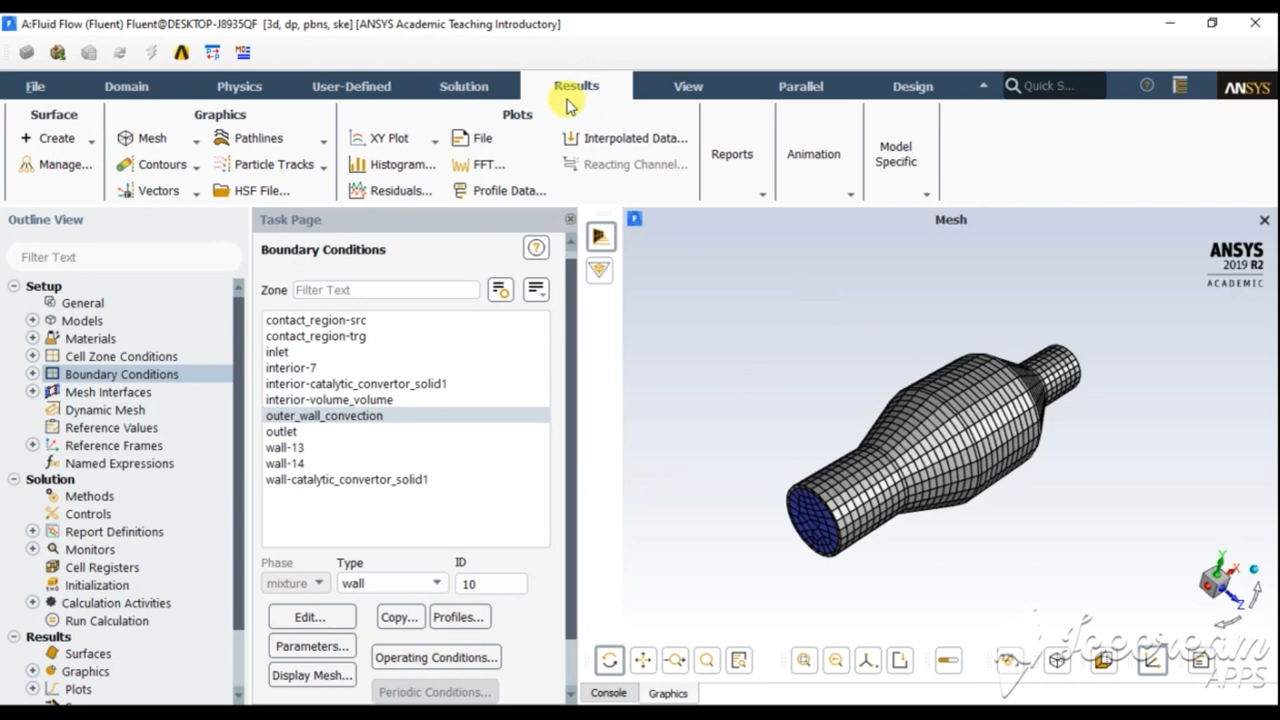 A:Fluid Flow (Fluent) Fluent@DESKTOP-J8935QF [3d, dp, pbns, ske] [ANSYS Academic Teaching Introductory]
File Domain Physics User-Defined Solution Results View Parallel Design Quick S... ANSYS
Surface Graphics Plots
Create Mesh Pathlines XY Plot File Interpolated Data...
Manage... Contours Particle Tracks Histogram... FFT... Reacting Channel...
Vectors HSF File... Residuals... Profile Data...
Reports Animation Model
Specific
Outline View
Filter Text
Setup
General
Models
Materials
Cell Zone Conditions
Boundary Conditions
Mesh Interfaces
Dynamic Mesh
Reference Values
Reference Frames
Named Expressions
Solution
Methods
Controls
Report Definitions
Monitors
Cell Registers
Initialization
Calculation Activities
Run Calculation
Results
Surfaces
Graphics
Plots
Task Page
Boundary Conditions
Zone Filter Text
contact_region-src
contact_region-trg
inlet
interior-7
interior-catalytic_convertor_solid1
interior-volume_volume
outer_wall_convection
outlet
wall-13
wall-14
wall-catalytic_convertor_solid1
Phase Type ID
mixture wall 10
Edit... Copy... Profiles...
Parameters... Operating Conditions...
Display Mesh... Periodic Conditions...
Mesh
ANSYS
2019 R2
ACADEMIC
Y
X
Z
Console Graphics
Icecream
APPS